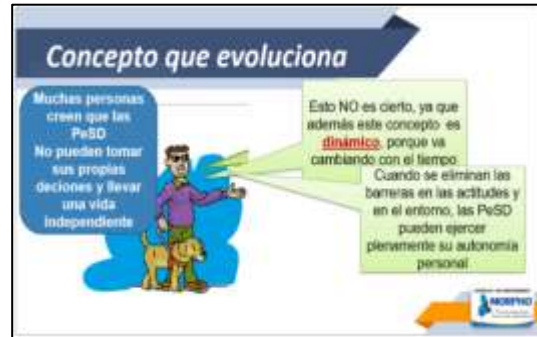 Concepto que evoluciona
Muchas personas
creen que las
PeSD
No pueden tomar
sus propias
deciones y llevar
una vida
independiente
Esto NO es cierto, ya que
además este concepto es
dinámico, porque va
cambiando con el tiempo
Cuando se eliminan las
barreras en las actitudes y
en el entorno, las PeSD
pueden ejercer
plenamente su autonomía
personal
MORPHO